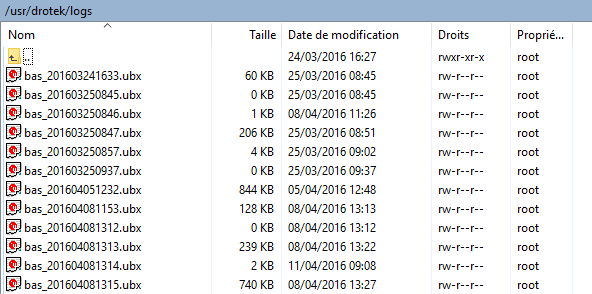 /usr/drotek/logs
Nom Taille Date de modification Droits Proprié...
.. 24/03/2016 16:27 rwxr-xr-x root
bas_201603241633.ubx 60 KB 25/03/2016 08:45 rw-r--r-- root
bas_201603250845.ubx 0 KB 25/03/2016 08:45 rw-r--r-- root
bas_201603250846.ubx 1 KB 08/04/2016 11:26 rw-r--r-- root
bas_201603250847.ubx 206 KB 25/03/2016 08:51 rw-r--r-- root
bas_201603250857.ubx 4 KB 25/03/2016 09:02 rw-r--r-- root
bas_201603250937.ubx 0 KB 25/03/2016 09:37 rw-r--r-- root
bas_201604051232.ubx 844 KB 05/04/2016 12:48 rw-r--r-- root
bas_201604081153.ubx 128 KB 08/04/2016 13:13 rw-r--r-- root
bas_201604081312.ubx 0 KB 08/04/2016 13:12 rw-r--r-- root
bas_201604081313.ubx 239 KB 08/04/2016 13:22 rw-r--r-- root
bas_201604081314.ubx 2 KB 11/04/2016 09:08 rw-r--r-- root
bas_201604081315.ubx 740 KB 08/04/2016 13:27 rw-r--r-- root